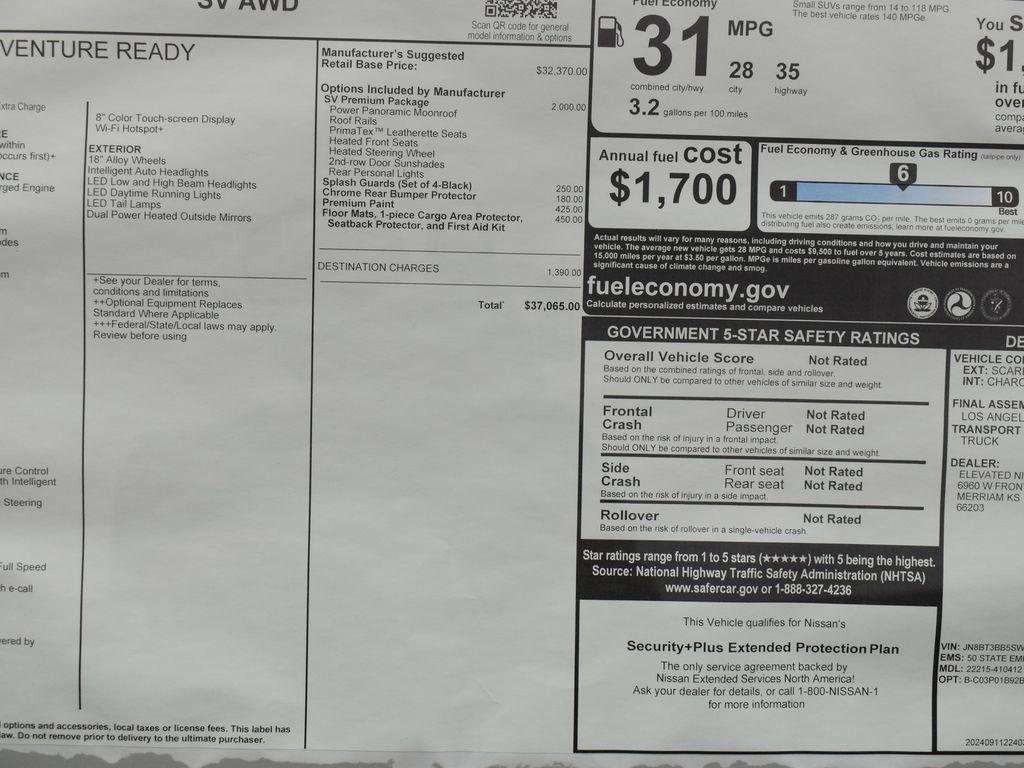 SV AWD
Scan QR code for general
model information & options
VENTURE READY
xtra Charge
RE
within
occurs first)+
NCE
rged Engine
m
odes
em
ure Control
th Intelligent
Steering
Full Speed
h e-call
ered by
8" Color Touch-screen Display
Wi-Fi Hotspot+
EXTERIOR
18" Alloy Wheels
Intelligent Auto Headlights
LED Low and High Beam Headlights
LED Daytime Running Lights
LED Tail Lamps
Dual Power Heated Outside Mirrors
+See your Dealer for terms,
conditions and limitations
++Optional Equipment Replaces
Standard Where Applicable
+++Federal/State/Local laws may apply.
Review before using
options and accessories, local taxes or license fees. This label has
law. Do not remove prior to delivery to the ultimate purchaser.
Manufacturer's Suggested
Retail Base Price: $32,370.00
Options Included by Manufacturer
SV Premium Package 2,000.00
Power Panoramic Moonroof
Roof Rails
PrimaTex™ Leatherette Seats
Heated Front Seats
Heated Steering Wheel
2nd-row Door Sunshades
Rear Personal Lights
Splash Guards (Set of 4-Black) 250.00
Chrome Rear Bumper Protector 180.00
Premium Paint 425.00
Floor Mats, 1-piece Cargo Area Protector, 450.00
Seatback Protector, and First Aid Kit
DESTINATION CHARGES 1,390.00
Total* $37,065.00
Fuel Economy
31 MPG
28 35
combined city/hwy city highway
3.2 gallons per 100 miles
Small SUVs range from 14 to 118 MPG.
The best vehicle rates 140 MPGe.
You S
$1,
in fu
over
compa
averag
Annual fuel cost
$1,700
Fuel Economy & Greenhouse Gas Rating (tailpipe only)
6
1
10
Best
This vehicle emits 287 grams CO2 per mile. The best emits 0 grams per mile
distributing fuel also create emissions, learn more at fueleconomy.gov.
Actual results will vary for many reasons, including driving conditions and how you drive and maintain your
vehicle. The average new vehicle gets 28 MPG and costs $9,500 to fuel over 5 years. Cost estimates are based on
15,000 miles per year at $3.50 per gallon. MPGe is miles per gasoline gallon equivalent. Vehicle emissions are a
significant cause of climate change and smog.
fueleconomy.gov
Calculate personalized estimates and compare vehicles
GOVERNMENT 5-STAR SAFETY RATINGS
Overall Vehicle Score Not Rated
Based on the combined ratings of frontal, side and rollover.
Should ONLY be compared to other vehicles of similar size and weight.
Frontal Driver Not Rated
Crash Passenger Not Rated
Based on the risk of injury in a frontal impact.
Should ONLY be compared to other vehicles of similar size and weight.
Side Front seat Not Rated
Crash Rear seat Not Rated
Based on the risk of injury in a side impact.
Rollover Not Rated
Based on the risk of rollover in a single-vehicle crash.
Star ratings range from 1 to 5 stars (★★★★★) with 5 being the highest.
Source: National Highway Traffic Safety Administration (NHTSA)
www.safercar.gov or 1-888-327-4236
This Vehicle qualifies for Nissan's
Security+Plus Extended Protection Plan
The only service agreement backed by
Nissan Extended Services North America!
Ask your dealer for details, or call 1-800-NISSAN-1
for more information
DE
VEHICLE CO
EXT: SCAR
INT: CHARC
FINAL ASSEM
LOS ANGEL
TRANSPORT
TRUCK
DEALER:
ELEVATED NI
6960 W FRON
MERRIAM KS
66203
VIN: JN8BT3BB5SW
EMS: 50 STATE EM
MDL: 22215-410412
OPT: B-C03P01B92B
2024091122403